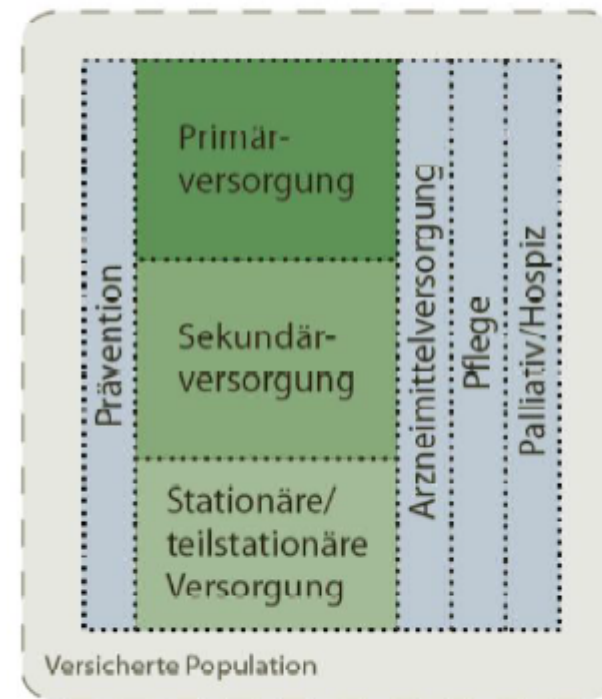 Prävention
Primär-
versorgung
Sekundär-
versorgung
Stationäre/
teilstationäre
Versorgung
Arzneimittelversorgung
Pflege
Palliativ/Hospiz
Versicherte Population